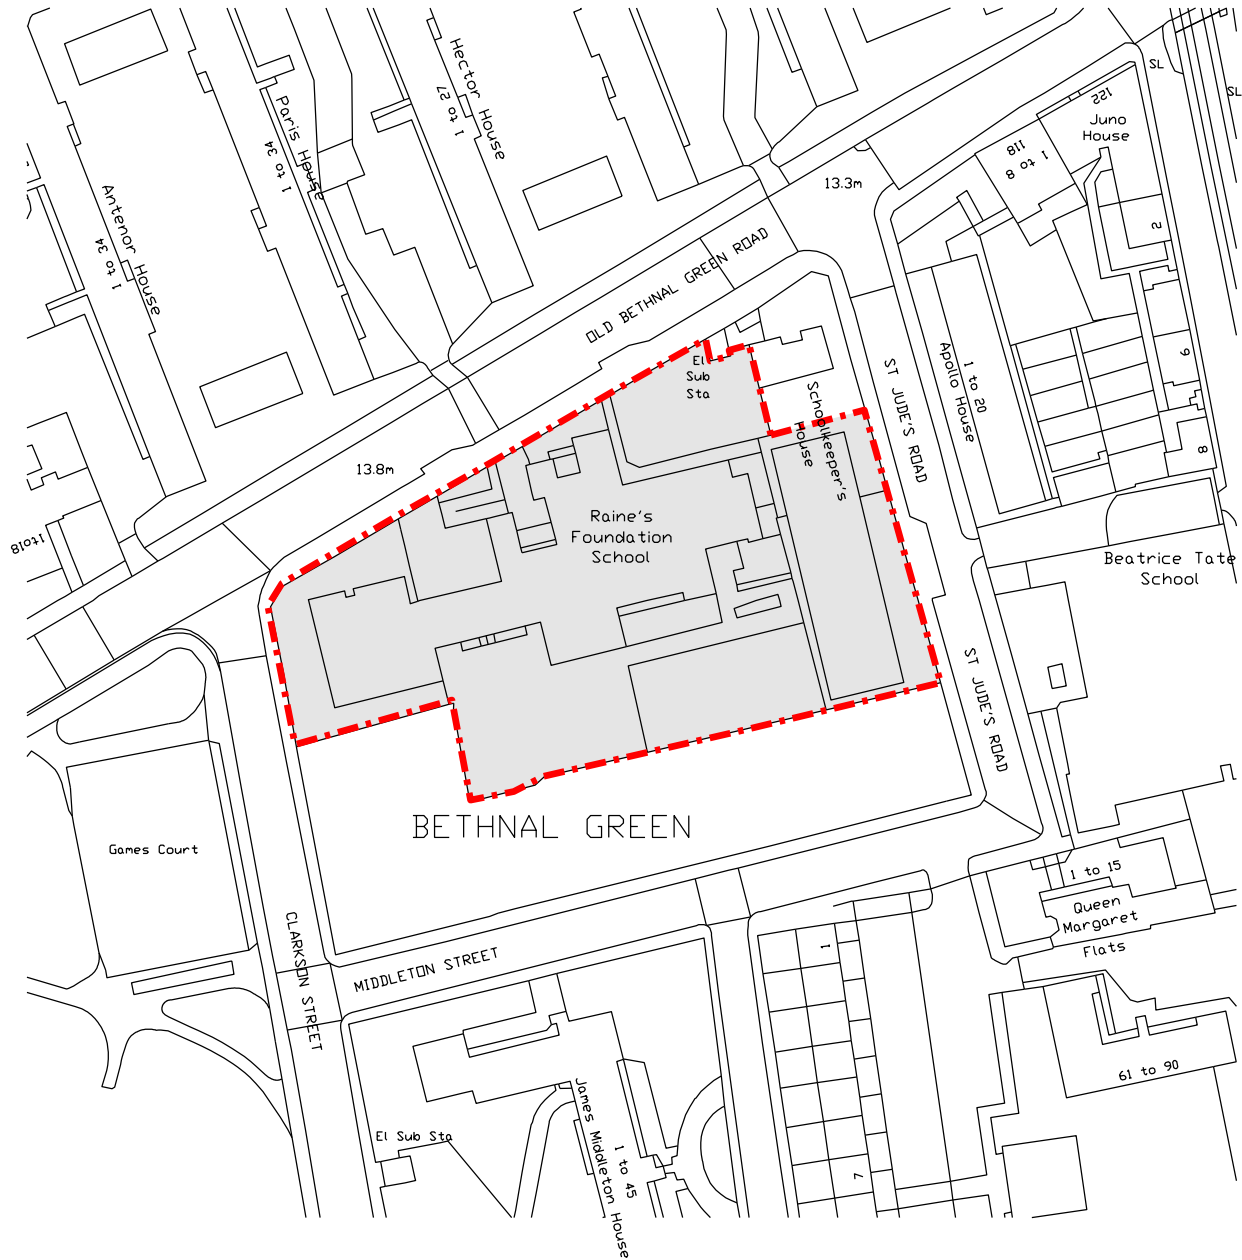 SL
SL
Hector House
1 to 27
Paris House
1 to 34
Antenor House
1 to 34
122
Juno
House
118
1 to 8
13.3m
2
OLD BETHNAL GREEN ROAD
El
Sub
Sta
Schoolkeeper's
House
ST JUDE'S ROAD
1 to 20
Apollo House
6
8
13.8m
1to18
Raine's
Foundation
School
Beatrice Tate
School
ST JUDE'S ROAD
BETHNAL GREEN
Games Court
1 to 15
Queen
Margaret
Flats
CLARKSON STREET
MIDDLETON STREET
1
61 to 90
El Sub Sta
James Middleton House
1 to 45
7